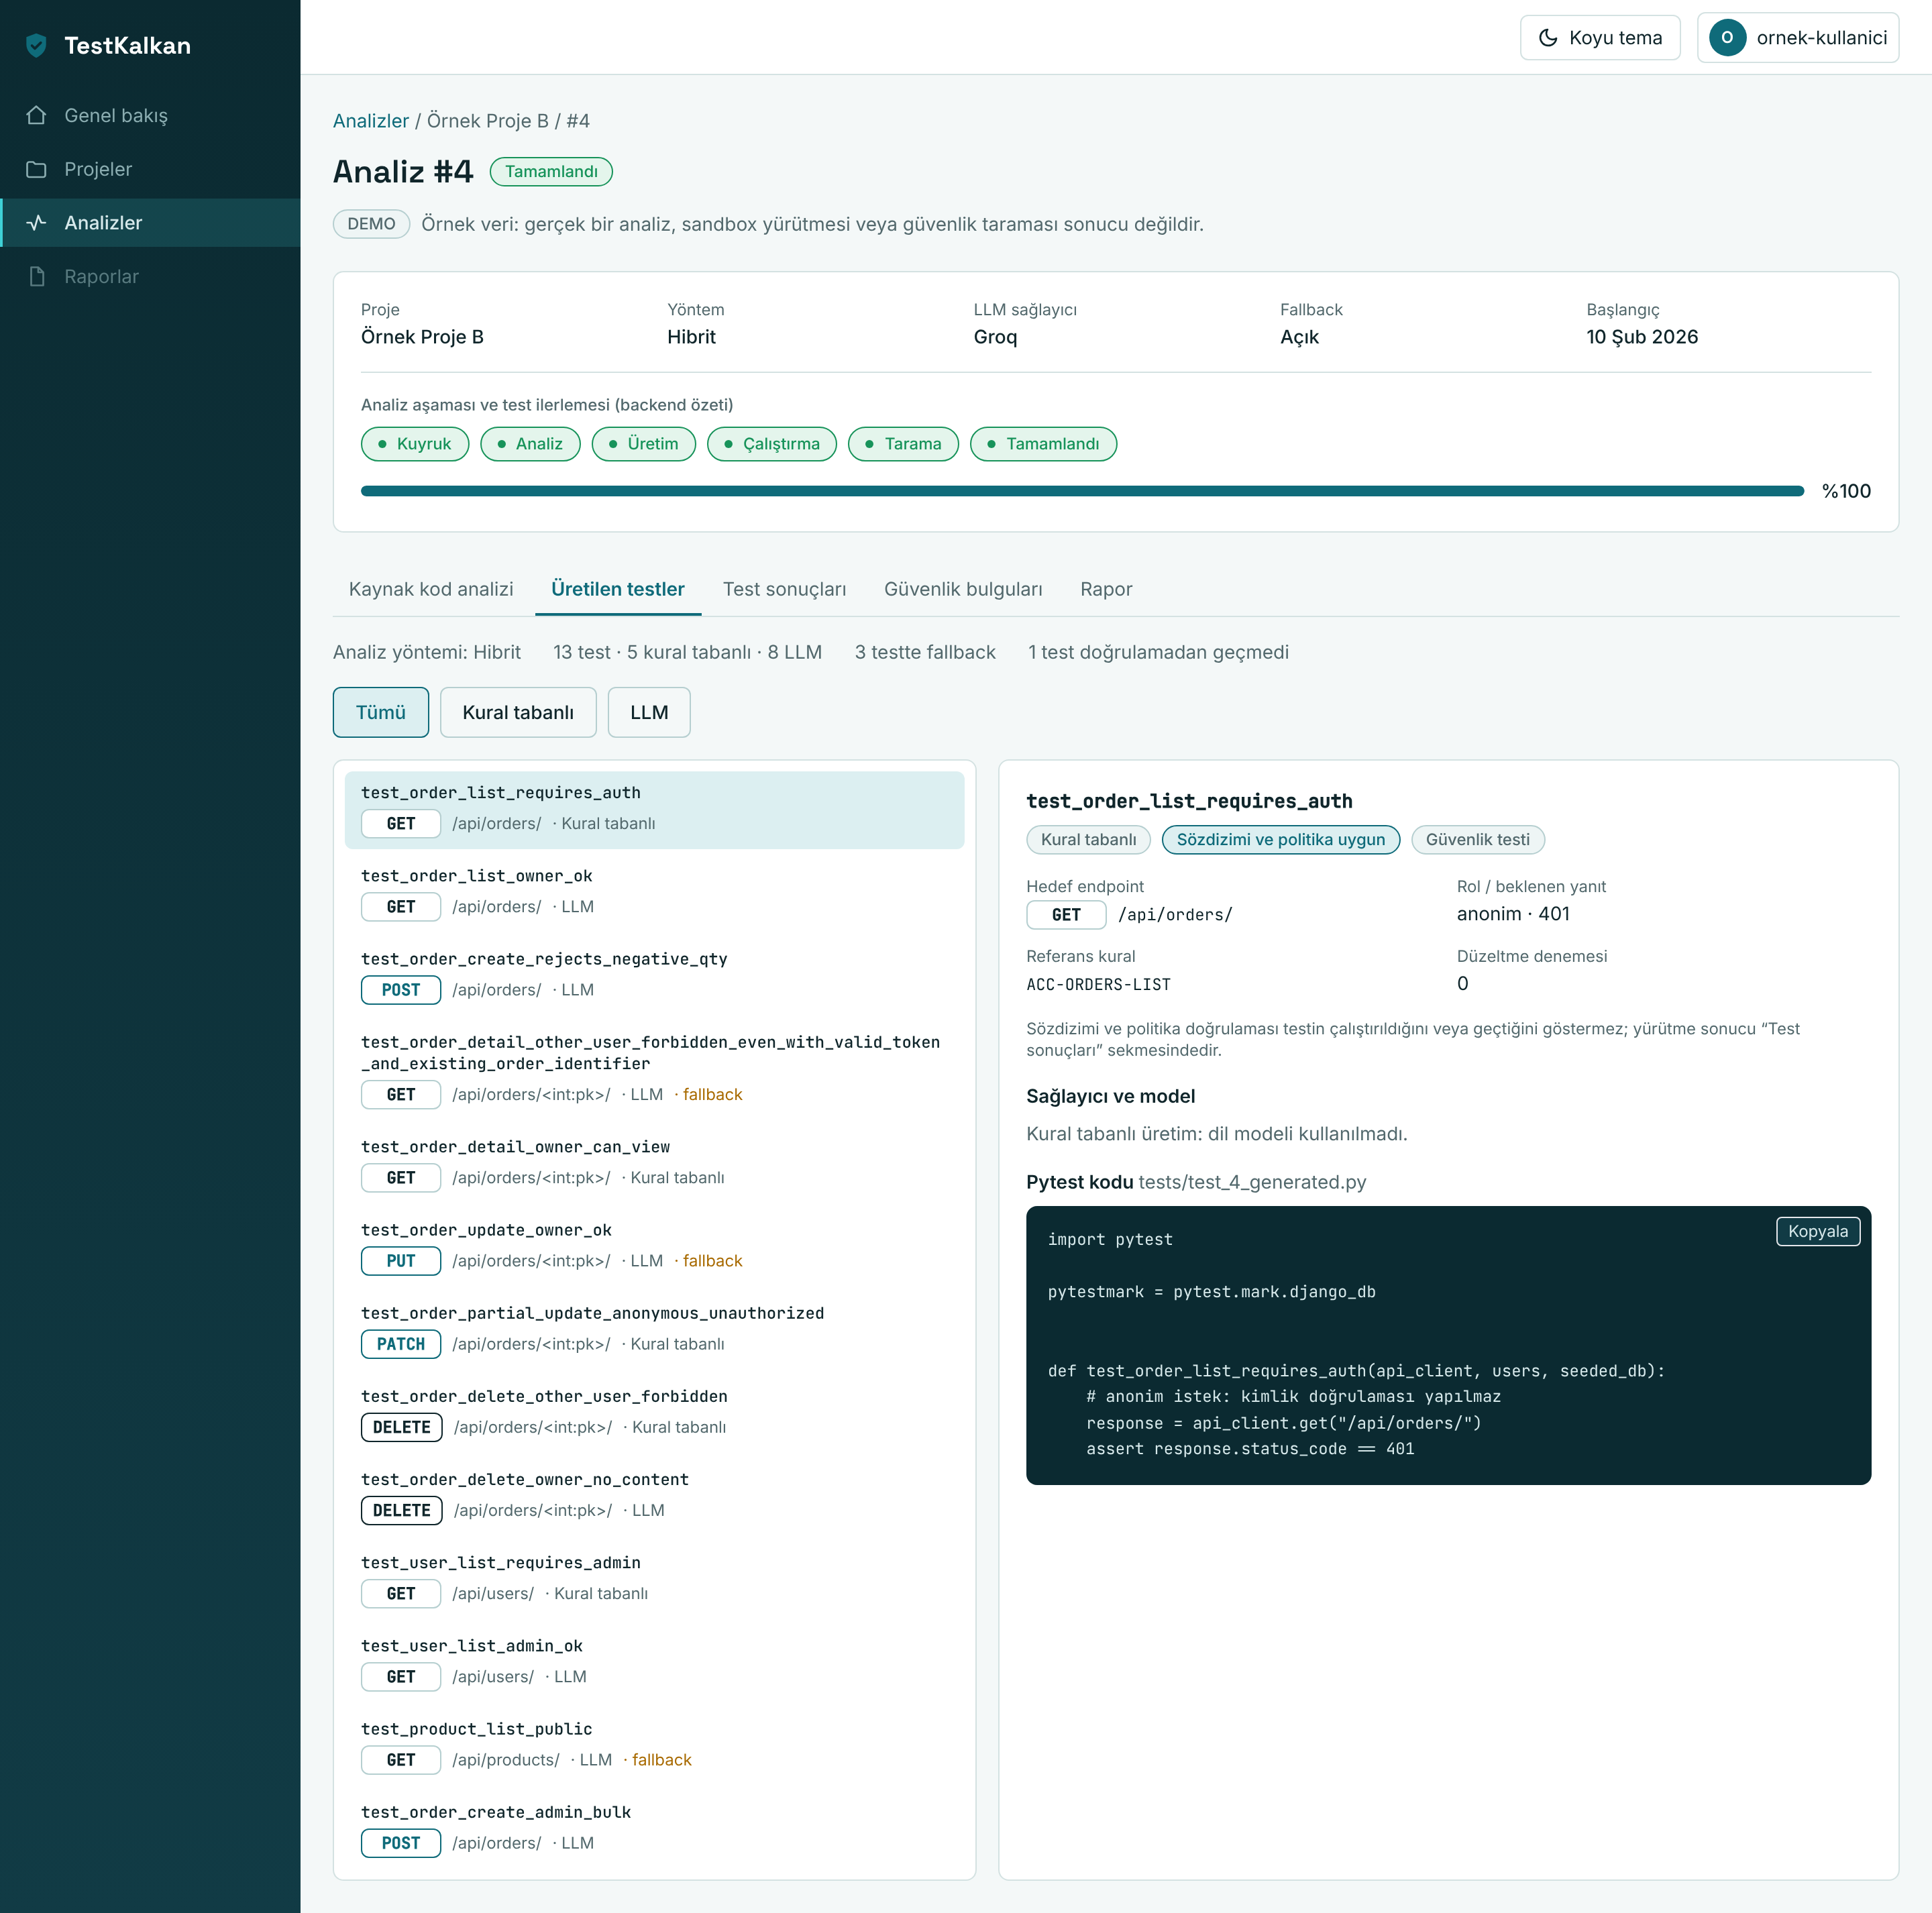 TestKalkan
Genel bakış
Projeler
Analizler
Raporlar
Koyu tema
O ornek-kullanici
Analizler / Örnek Proje B / #4
Analiz #4 Tamamlandı
DEMO Örnek veri: gerçek bir analiz, sandbox yürütmesi veya güvenlik taraması sonucu değildir.
Proje Yöntem LLM sağlayıcı Fallback Başlangıç
Örnek Proje B Hibrit Groq Açık 10 Şub 2026
Analiz aşaması ve test ilerlemesi (backend özeti)
Kuyruk Analiz Üretim Çalıştırma Tarama Tamamlandı
%100
Kaynak kod analizi Üretilen testler Test sonuçları Güvenlik bulguları Rapor
Analiz yöntemi: Hibrit 13 test · 5 kural tabanlı · 8 LLM 3 testte fallback 1 test doğrulamadan geçmedi
Tümü Kural tabanlı LLM
test_order_list_requires_auth
GET /api/orders/ · Kural tabanlı
test_order_list_owner_ok
GET /api/orders/ · LLM
test_order_create_rejects_negative_qty
POST /api/orders/ · LLM
test_order_detail_other_user_forbidden_even_with_valid_token
_and_existing_order_identifier
GET /api/orders/<int:pk>/ · LLM · fallback
test_order_detail_owner_can_view
GET /api/orders/<int:pk>/ · Kural tabanlı
test_order_update_owner_ok
PUT /api/orders/<int:pk>/ · LLM · fallback
test_order_partial_update_anonymous_unauthorized
PATCH /api/orders/<int:pk>/ · Kural tabanlı
test_order_delete_other_user_forbidden
DELETE /api/orders/<int:pk>/ · Kural tabanlı
test_order_delete_owner_no_content
DELETE /api/orders/<int:pk>/ · LLM
test_user_list_requires_admin
GET /api/users/ · Kural tabanlı
test_user_list_admin_ok
GET /api/users/ · LLM
test_product_list_public
GET /api/products/ · LLM · fallback
test_order_create_admin_bulk
POST /api/orders/ · LLM
test_order_list_requires_auth
Kural tabanlı Sözdizimi ve politika uygun Güvenlik testi
Hedef endpoint Rol / beklenen yanıt
GET /api/orders/ anonim · 401
Referans kural Düzeltme denemesi
ACC-ORDERS-LIST 0
Sözdizimi ve politika doğrulaması testin çalıştırıldığını veya geçtiğini göstermez; yürütme sonucu “Test
sonuçları” sekmesindedir.
Sağlayıcı ve model
Kural tabanlı üretim: dil modeli kullanılmadı.
Pytest kodu tests/test_4_generated.py
Kopyala
import pytest
pytestmark = pytest.mark.django_db
def test_order_list_requires_auth(api_client, users, seeded_db):
# anonim istek: kimlik doğrulaması yapılmaz
response = api_client.get("/api/orders/")
assert response.status_code == 401